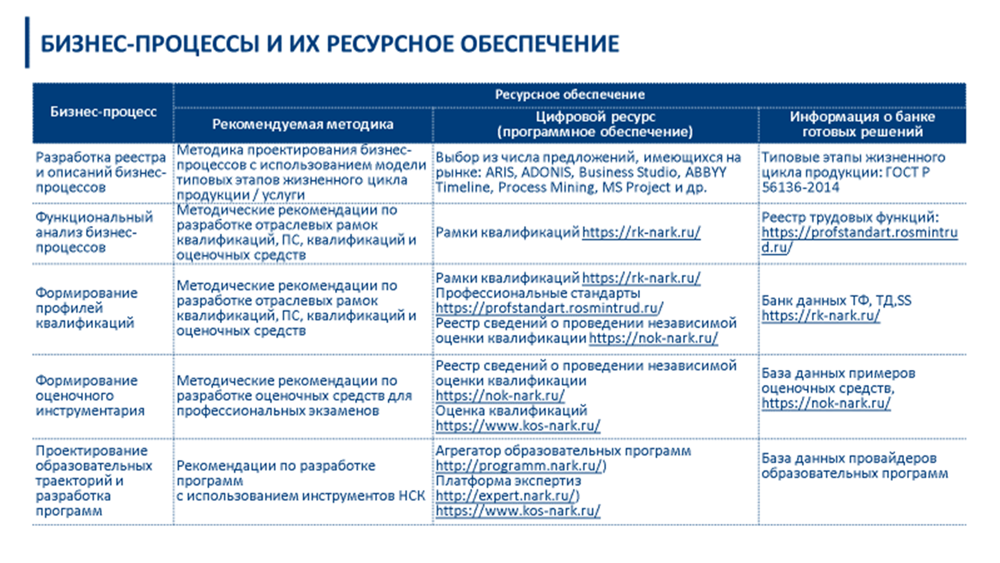 БИЗНЕС-ПРОЦЕССЫ И ИХ РЕСУРСНОЕ ОБЕСПЕЧЕНИЕ
Бизнес-процесс
Ресурсное обеспечение
Рекомендуемая методика
Цифровой ресурс
(программное обеспечение)
Информация о банке
готовых решений
Разработка реестра
и описаний бизнес-
процессов
Методика проектирования бизнес-
процессов с использованием модели
типовых этапов жизненного цикла
продукции / услуги
Выбор из числа предложений, имеющихся на
рынке: ARIS, ADONIS, Business Studio, ABBYY
Timeline, Process Mining, MS Project и др.
Типовые этапы жизненного
цикла продукции: ГОСТ Р
56136-2014
Функциональный
анализ бизнес-
процессов
Методические рекомендации по
разработке отраслевых рамок
квалификаций, ПС, квалификаций и
оценочных средств
Рамки квалификаций https://rk-nark.ru/
Реестр трудовых функций:
https://profstandart.rosmintru
d.ru/
Формирование
профилей
квалификаций
Методические рекомендации по
разработке отраслевых рамок
квалификаций, ПС, квалификаций и
оценочных средств
Рамки квалификаций https://rk-nark.ru/
Профессиональные стандарты
https://profstandart.rosmintrud.ru/
Реестр сведений о проведении независимой
оценки квалификации https://nok-nark.ru/
Банк данных ТФ, ТД,SS
https://rk-nark.ru/
Формирование
оценочного
инструментария
Методические рекомендации по
разработке оценочных средств для
профессиональных экзаменов
Реестр сведений о проведении независимой
оценки квалификации
https://nok-nark.ru/
Оценка квалификаций
https://www.kos-nark.ru/
База данных примеров
оценочных средств,
https://nok-nark.ru/
Проектирование
образовательных
траекторий и
разработка
программ
Рекомендации по разработке
программ
с использованием инструментов НСК
Агрегатор образовательных программ
http://programm.nark.ru/)
Платформа экспертиз
http://expert.nark.ru/)
https://www.kos-nark.ru/
База данных провайдеров
образовательных программ